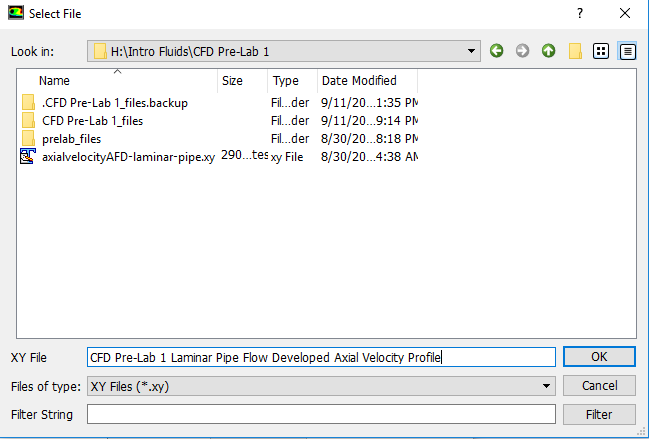 Select File
?
Look in: H:\Intro Fluids\CFD Pre-Lab 1
Name Size Type Date Modified
.CFD Pre-Lab 1_files.backup Fil...der 9/11/20...1:35 PM
CFD Pre-Lab 1_files Fil...der 9/11/20...9:14 PM
prelab_files Fil...der 8/30/20...8:18 PM
axialvelocityAFD-laminar-pipe.xy 290...tes xy File 8/30/20...4:38 AM
XY File CFD Pre-Lab 1 Laminar Pipe Flow Developed Axial Velocity Profile OK
Files of type: XY Files (*.xy) Cancel
Filter String Filter